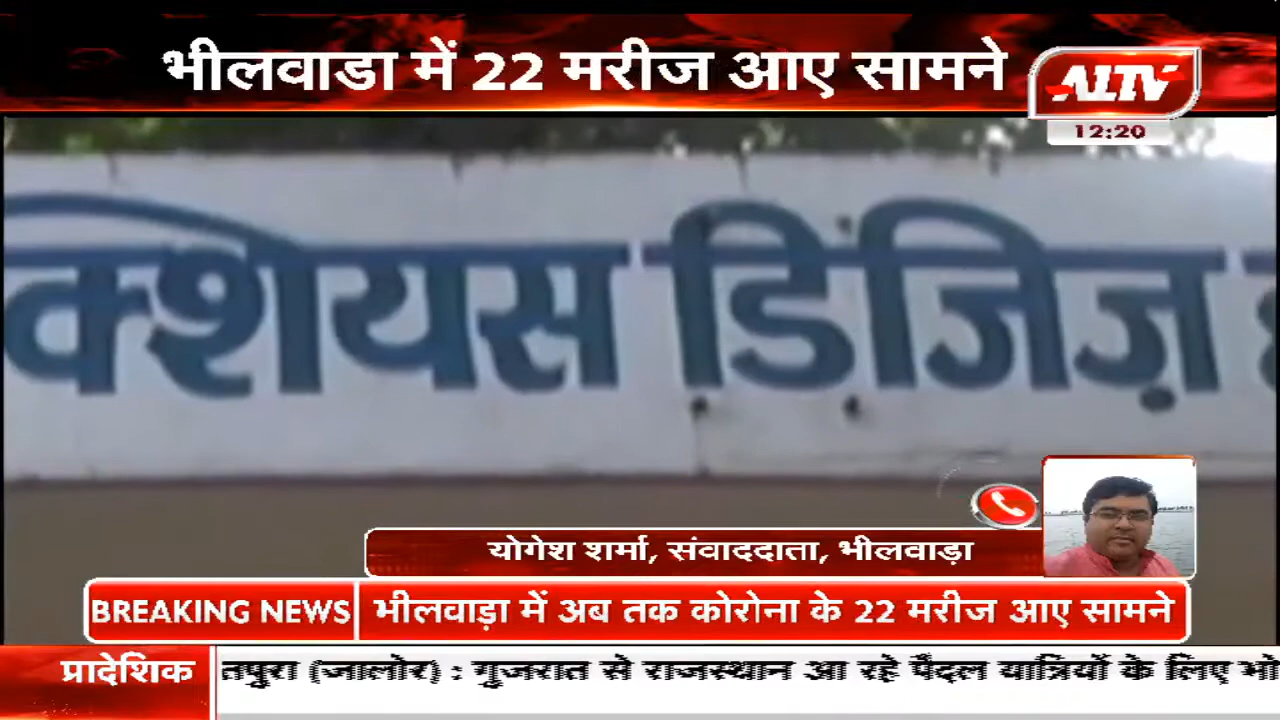 भीलवाडा में 22 मरीज आए सामने
ALTV
12:20
क्शियस डिज़िज़
योगेश शर्मा, संवाददाता, भीलवाड़ा
BREAKING NEWS
भीलवाड़ा में अब तक कोरोना के 22 मरीज आए सामने
प्रादेशिक
तपुरा (जालोर) : गुजरात से राजस्थान आ रहे पैदल यात्रियों के लिए भो